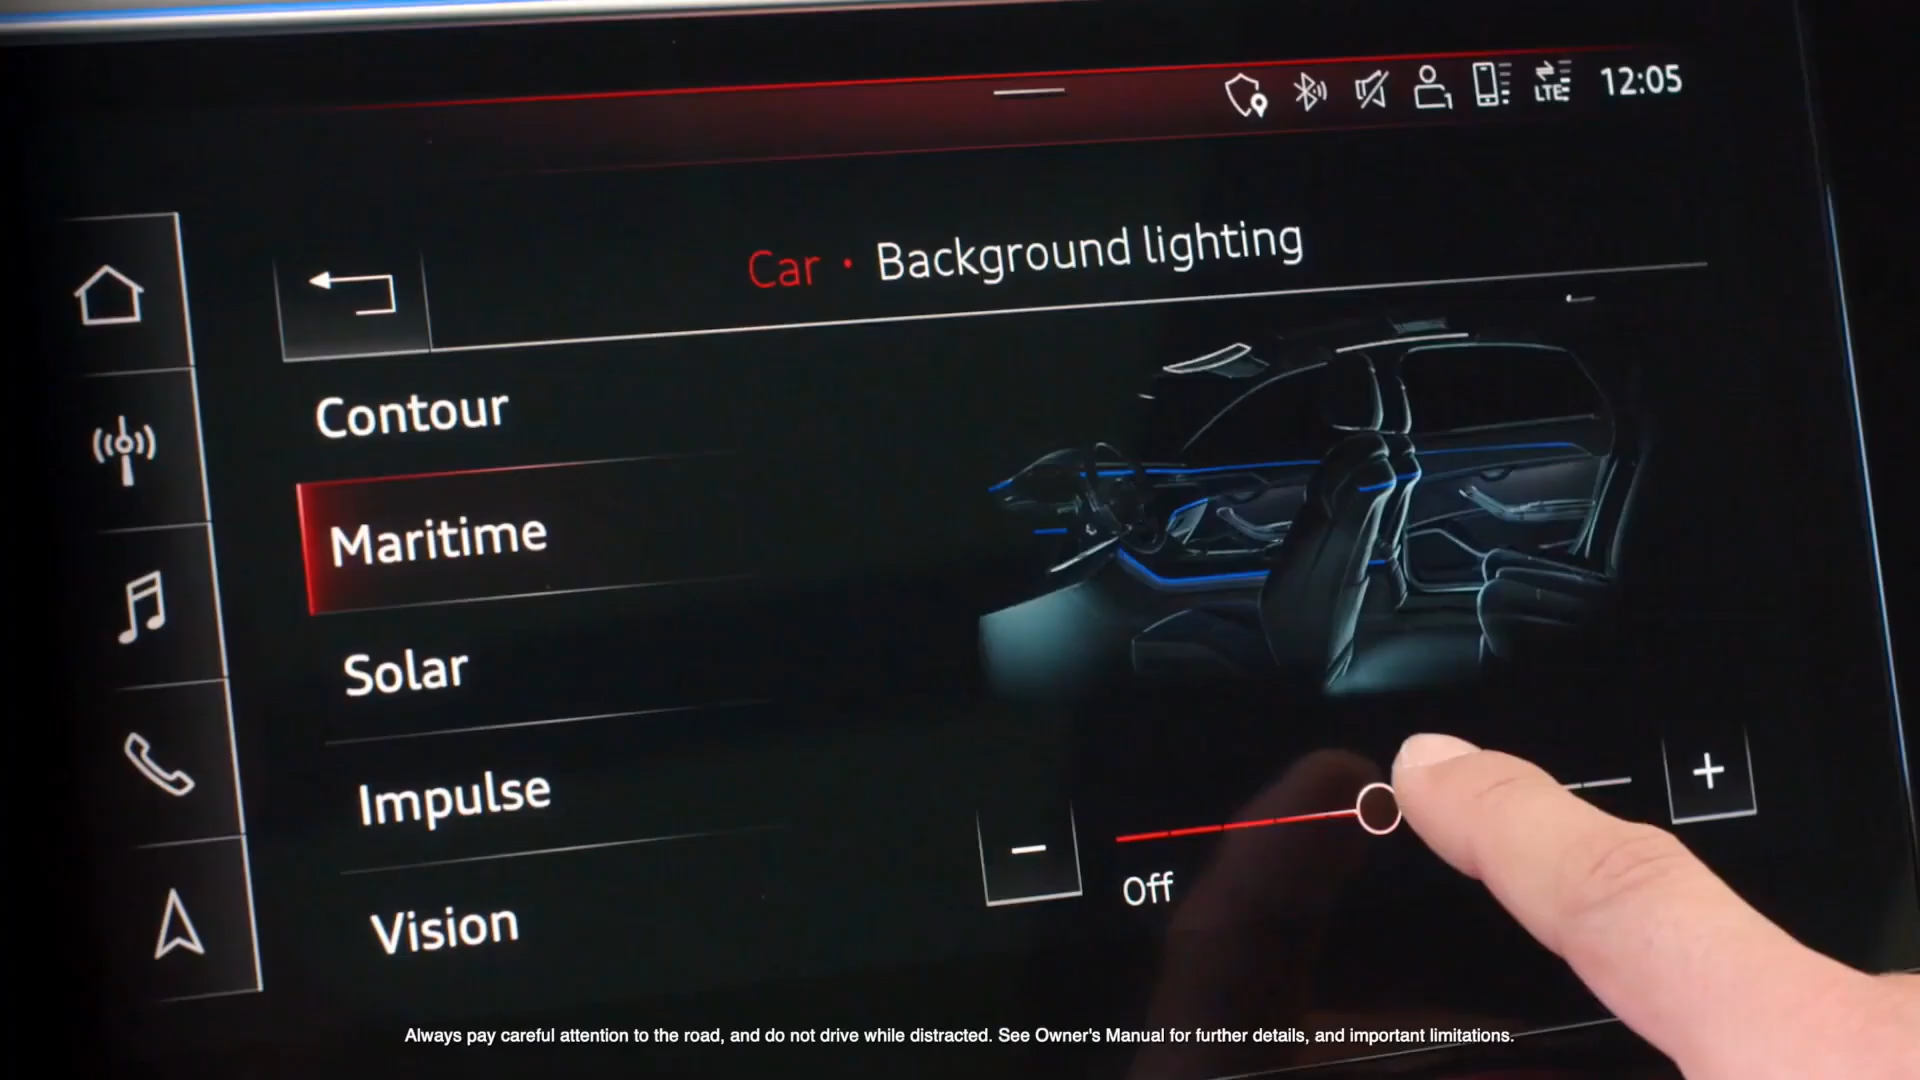 LTE 12:05
Car · Background lighting
Contour
Maritime
Solar
Impulse
Vision
Off
Always pay careful attention to the road, and do not drive while distracted. See Owner's Manual for further details, and important limitations.